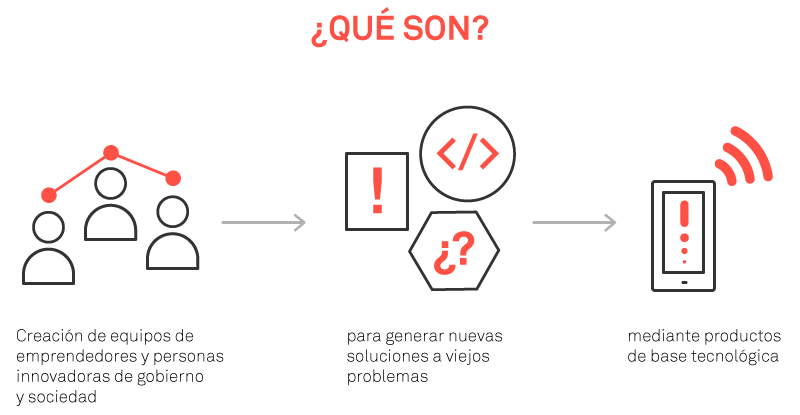 ¿QUÉ SON?
!
</>
¿?
Creación de equipos de
emprendedores y personas
innovadoras de gobierno
y sociedad
para generar nuevas
soluciones a viejos
problemas
mediante productos
de base tecnológica